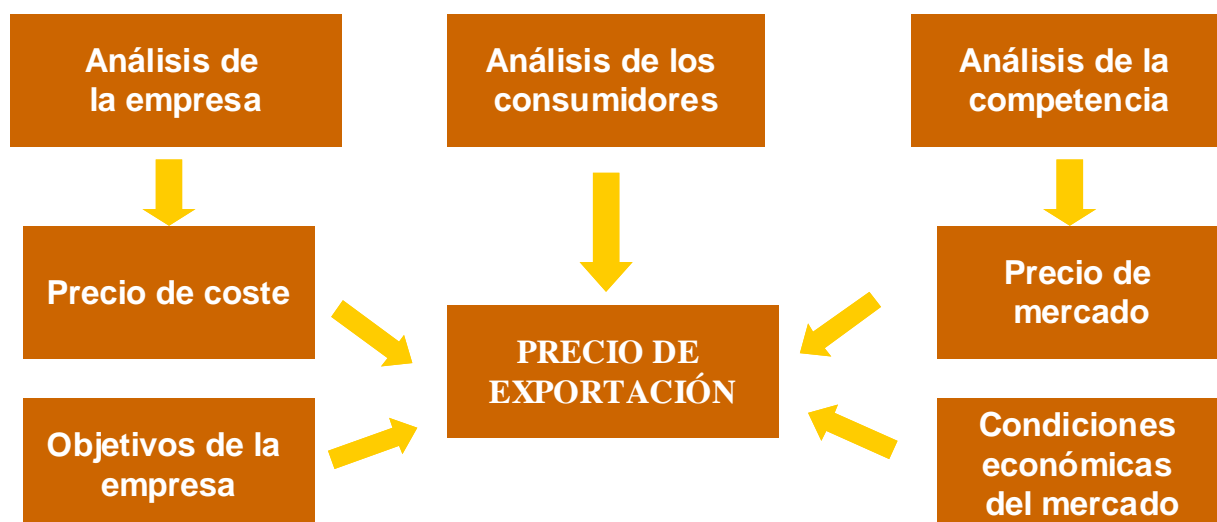 Análisis de
la empresa
Análisis de los
consumidores
Análisis de la
competencia
Precio de coste
Precio de
mercado
PRECIO DE
EXPORTACIÓN
Objetivos de la
empresa
Condiciones
económicas
del mercado